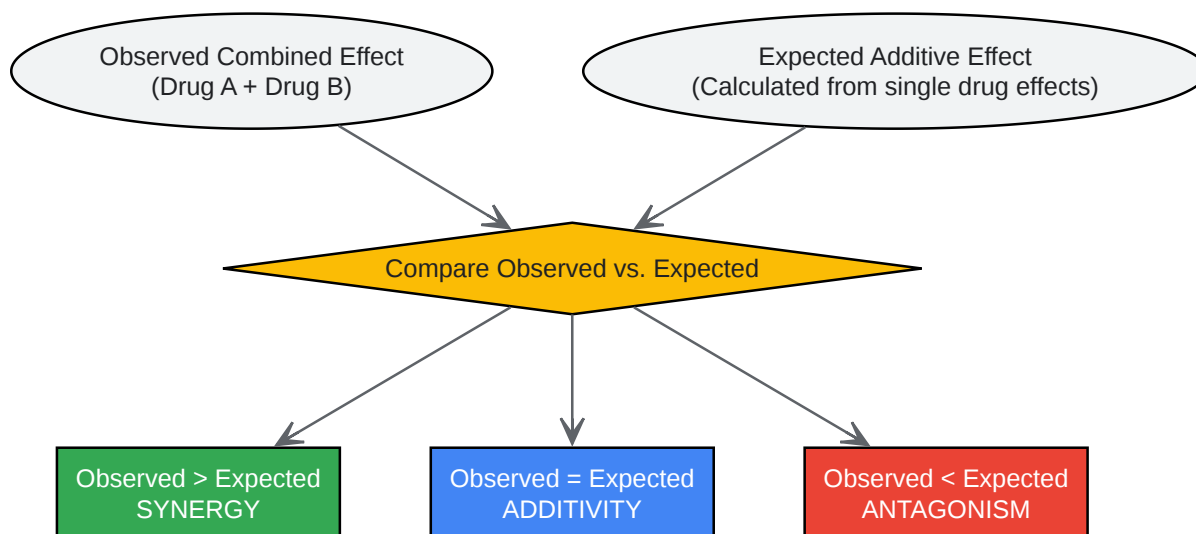 Observed Combined Effect
(Drug A + Drug B)
Expected Additive Effect
(Calculated from single drug effects)
Compare Observed vs. Expected
Observed > Expected
SYNERGY
Observed = Expected
ADDITIVITY
Observed < Expected
ANTAGONISM